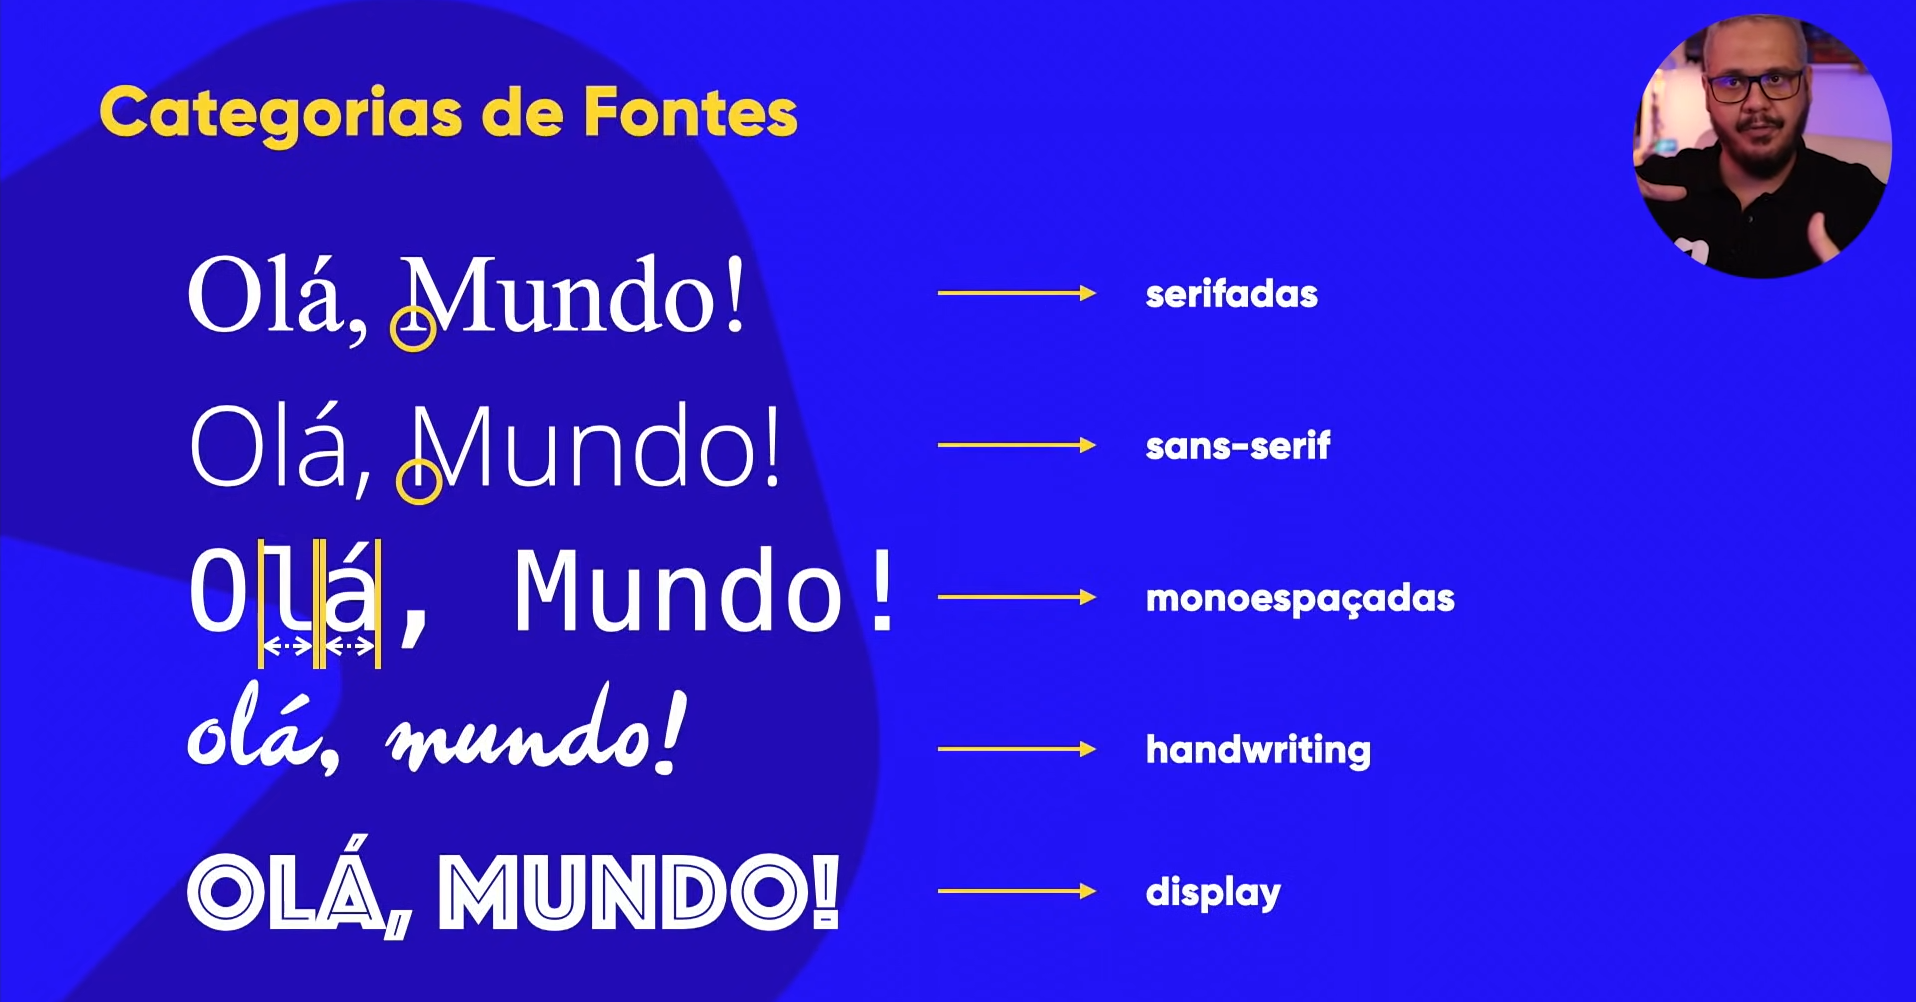 Categorias de Fontes
Olá, Mundo!
serifadas
Olá, Mundo!
sans-serif
Olá, Mundo!
monoespaçadas
olá, mundo!
handwriting
OLÁ, MUNDO!
display